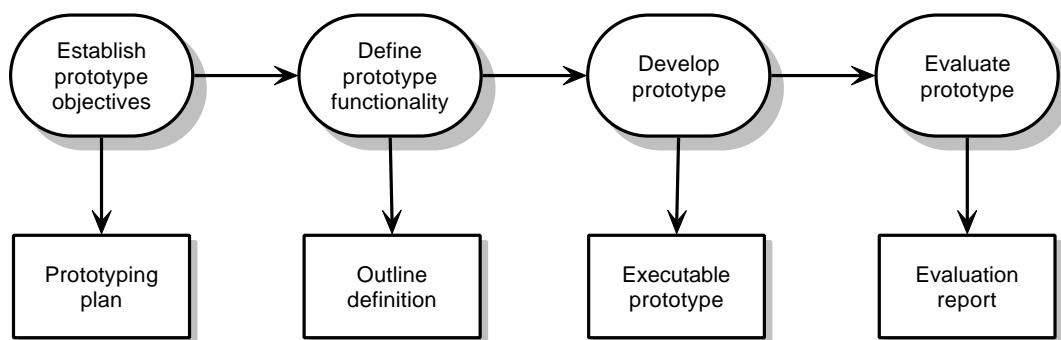 Establish
prototype
objectives
Define
prototype
functionality
Develop
prototype
Evaluate
prototype
Prototyping
plan
Outline
definition
Executable
prototype
Evaluation
report